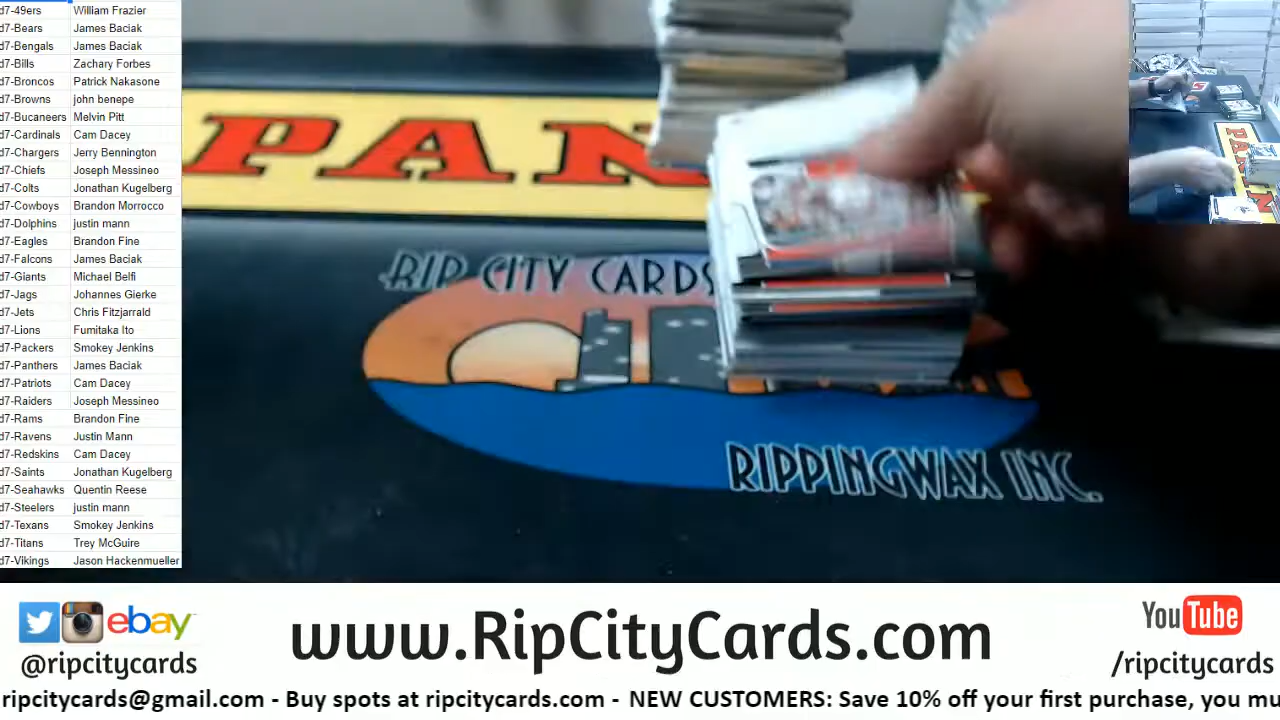 d7-49ers William Frazier
d7-Bears James Baciak
d7-Bengals James Baciak
d7-Bills Zachary Forbes
d7-Broncos Patrick Nakasone
d7-Browns john benepe
d7-Bucaneers Melvin Pitt
d7-Cardinals Cam Dacey
d7-Chargers Jerry Bennington
d7-Chiefs Joseph Messineo
d7-Colts Jonathan Kugelberg
d7-Cowboys Brandon Morrocco
d7-Dolphins justin mann
d7-Eagles Brandon Fine
d7-Falcons James Baciak
d7-Giants Michael Belfi
d7-Jags Johannes Gierke
d7-Jets Chris Fitzjarrald
d7-Lions Fumitaka Ito
d7-Packers Smokey Jenkins
d7-Panthers James Baciak
d7-Patriots Cam Dacey
d7-Raiders Joseph Messineo
d7-Rams Brandon Fine
d7-Ravens Justin Mann
d7-Redskins Cam Dacey
d7-Saints Jonathan Kugelberg
d7-Seahawks Quentin Reese
d7-Steelers justin mann
d7-Texans Smokey Jenkins
d7-Titans Trey McGuire
d7-Vikings Jason Hackenmueller
PAN
RIP CITY CARDS
RIPPINGWAX INC.
PANIN
ebay
@ripcitycards
www.RipCityCards.com
YouTube
/ripcitycards
ripcitycards@gmail.com - Buy spots at ripcitycards.com - NEW CUSTOMERS: Save 10% off your first purchase, you mu